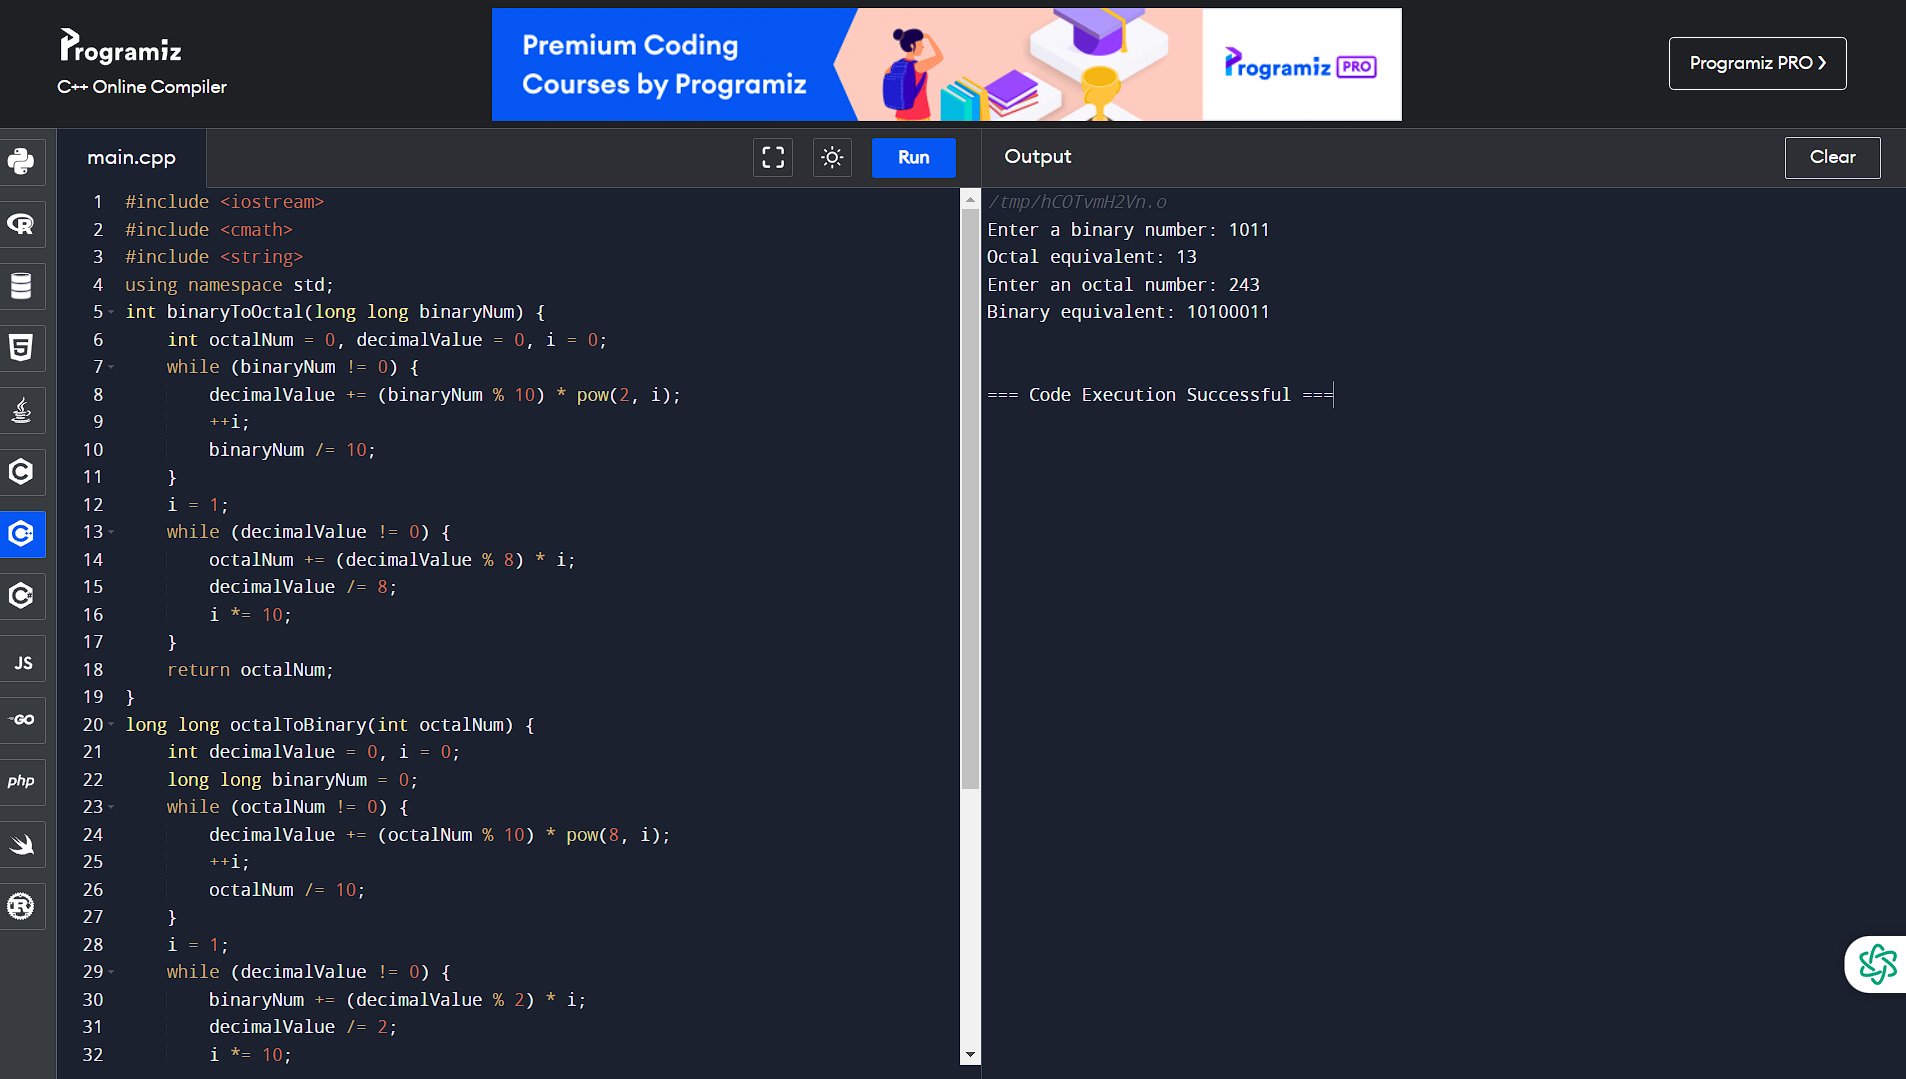 Programiz
C++ Online Compiler
Premium Coding
Courses by Programiz
Programiz PRO
Programiz PRO ❯
main.cpp
Run
Output
Clear
1 #include <iostream>
2 #include <cmath>
3 #include <string>
4 using namespace std;
5 int binaryToOctal(long long binaryNum) {
6     int octalNum = 0, decimalValue = 0, i = 0;
7     while (binaryNum != 0) {
8         decimalValue += (binaryNum % 10) * pow(2, i);
9         ++i;
10         binaryNum /= 10;
11     }
12     i = 1;
13     while (decimalValue != 0) {
14         octalNum += (decimalValue % 8) * i;
15         decimalValue /= 8;
16         i *= 10;
17     }
18     return octalNum;
19 }
20 long long octalToBinary(int octalNum) {
21     int decimalValue = 0, i = 0;
22     long long binaryNum = 0;
23     while (octalNum != 0) {
24         decimalValue += (octalNum % 10) * pow(8, i);
25         ++i;
26         octalNum /= 10;
27     }
28     i = 1;
29     while (decimalValue != 0) {
30         binaryNum += (decimalValue % 2) * i;
31         decimalValue /= 2;
32         i *= 10;
/tmp/hCOTvmH2Vn.o
Enter a binary number: 1011
Octal equivalent: 13
Enter an octal number: 243
Binary equivalent: 10100011
=== Code Execution Successful ===
R
5
C
C++
C#
JS
GO
php
R